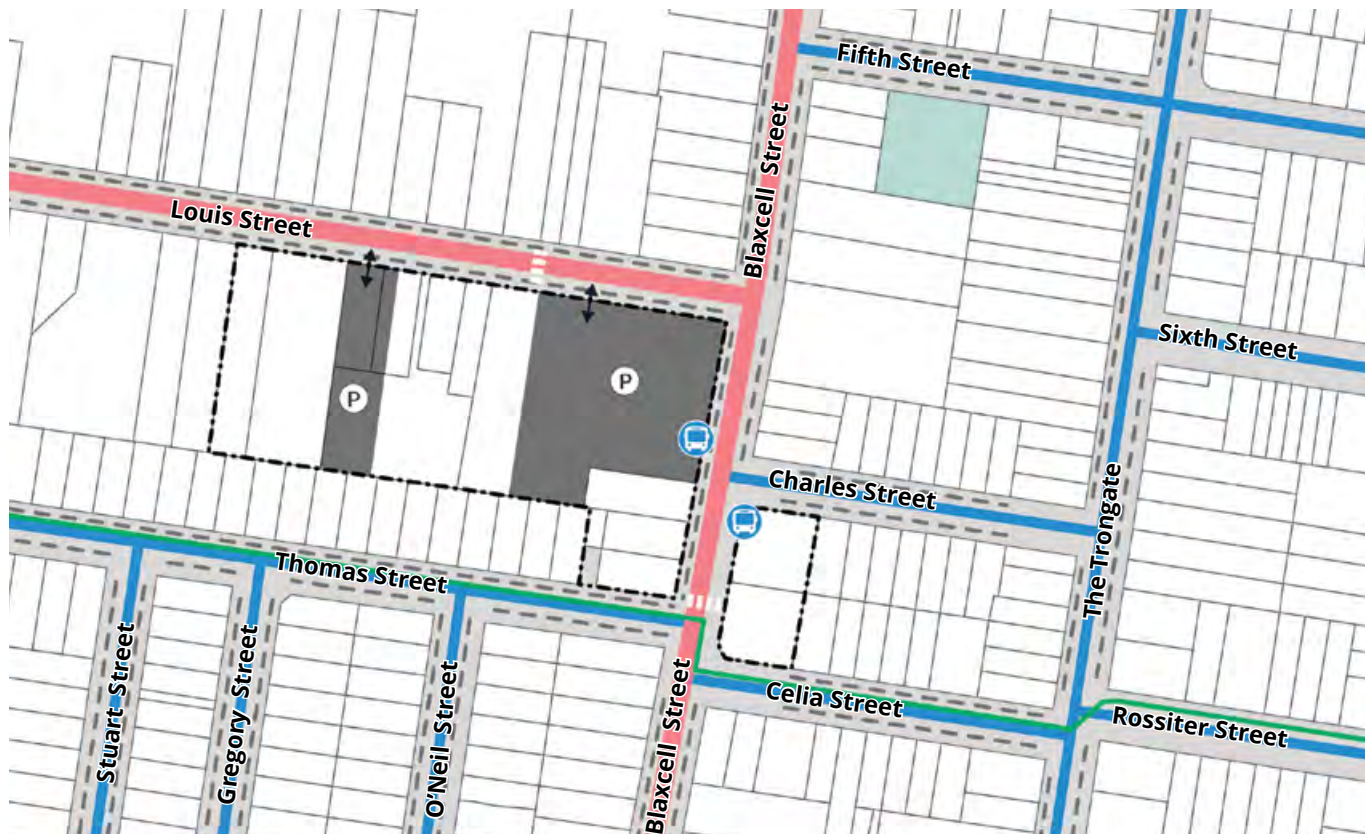 Fifth Street
Blaxcell Street
Louis Street
Sixth Street
P
P
Charles Street
The Trongate
Thomas Street
Stuart Street
Gregory Street
O'Neil Street
Blaxcell Street
Celia Street
Rossiter Street